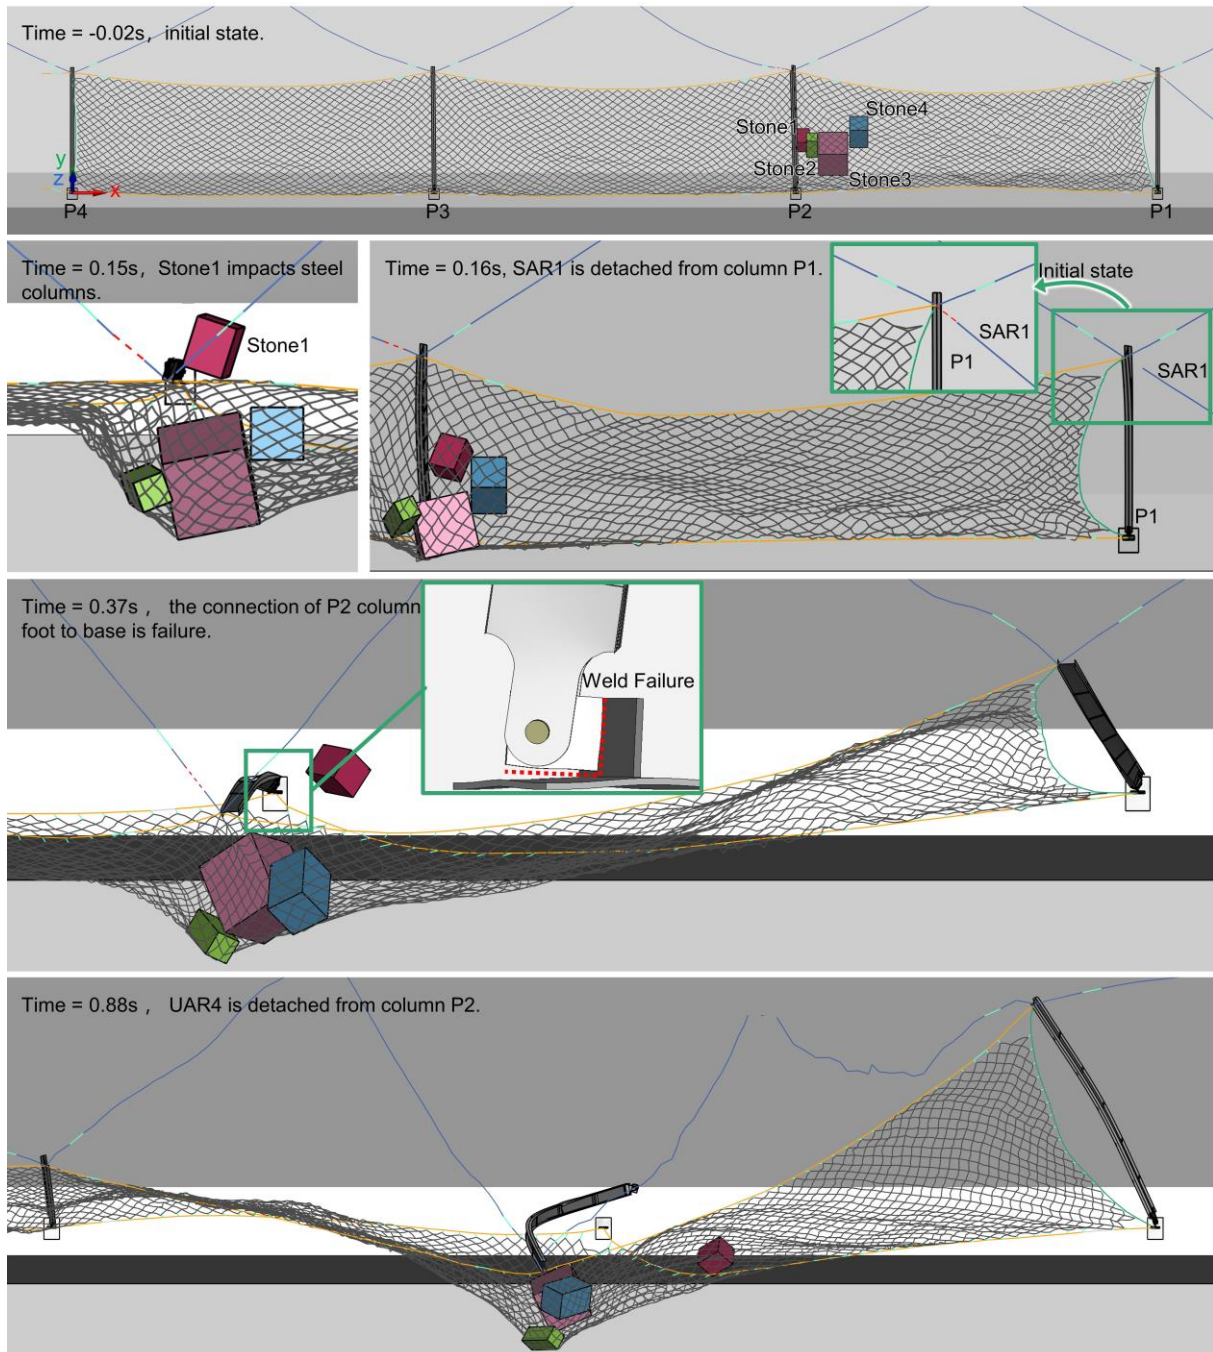 Time = -0.02s, initial state.
Stone1
Stone4
Stone2
Stone3
y
z
x
P4
P3
P2
P1
Time = 0.15s, Stone1 impacts steel
columns.
Stone1
Time = 0.16s, SAR1 is detached from column P1.
Initial state
SAR1
P1
SAR1
P1
Time = 0.37s , the connection of P2 column
foot to base is failure.
Weld Failure
Time = 0.88s , UAR4 is detached from column P2.